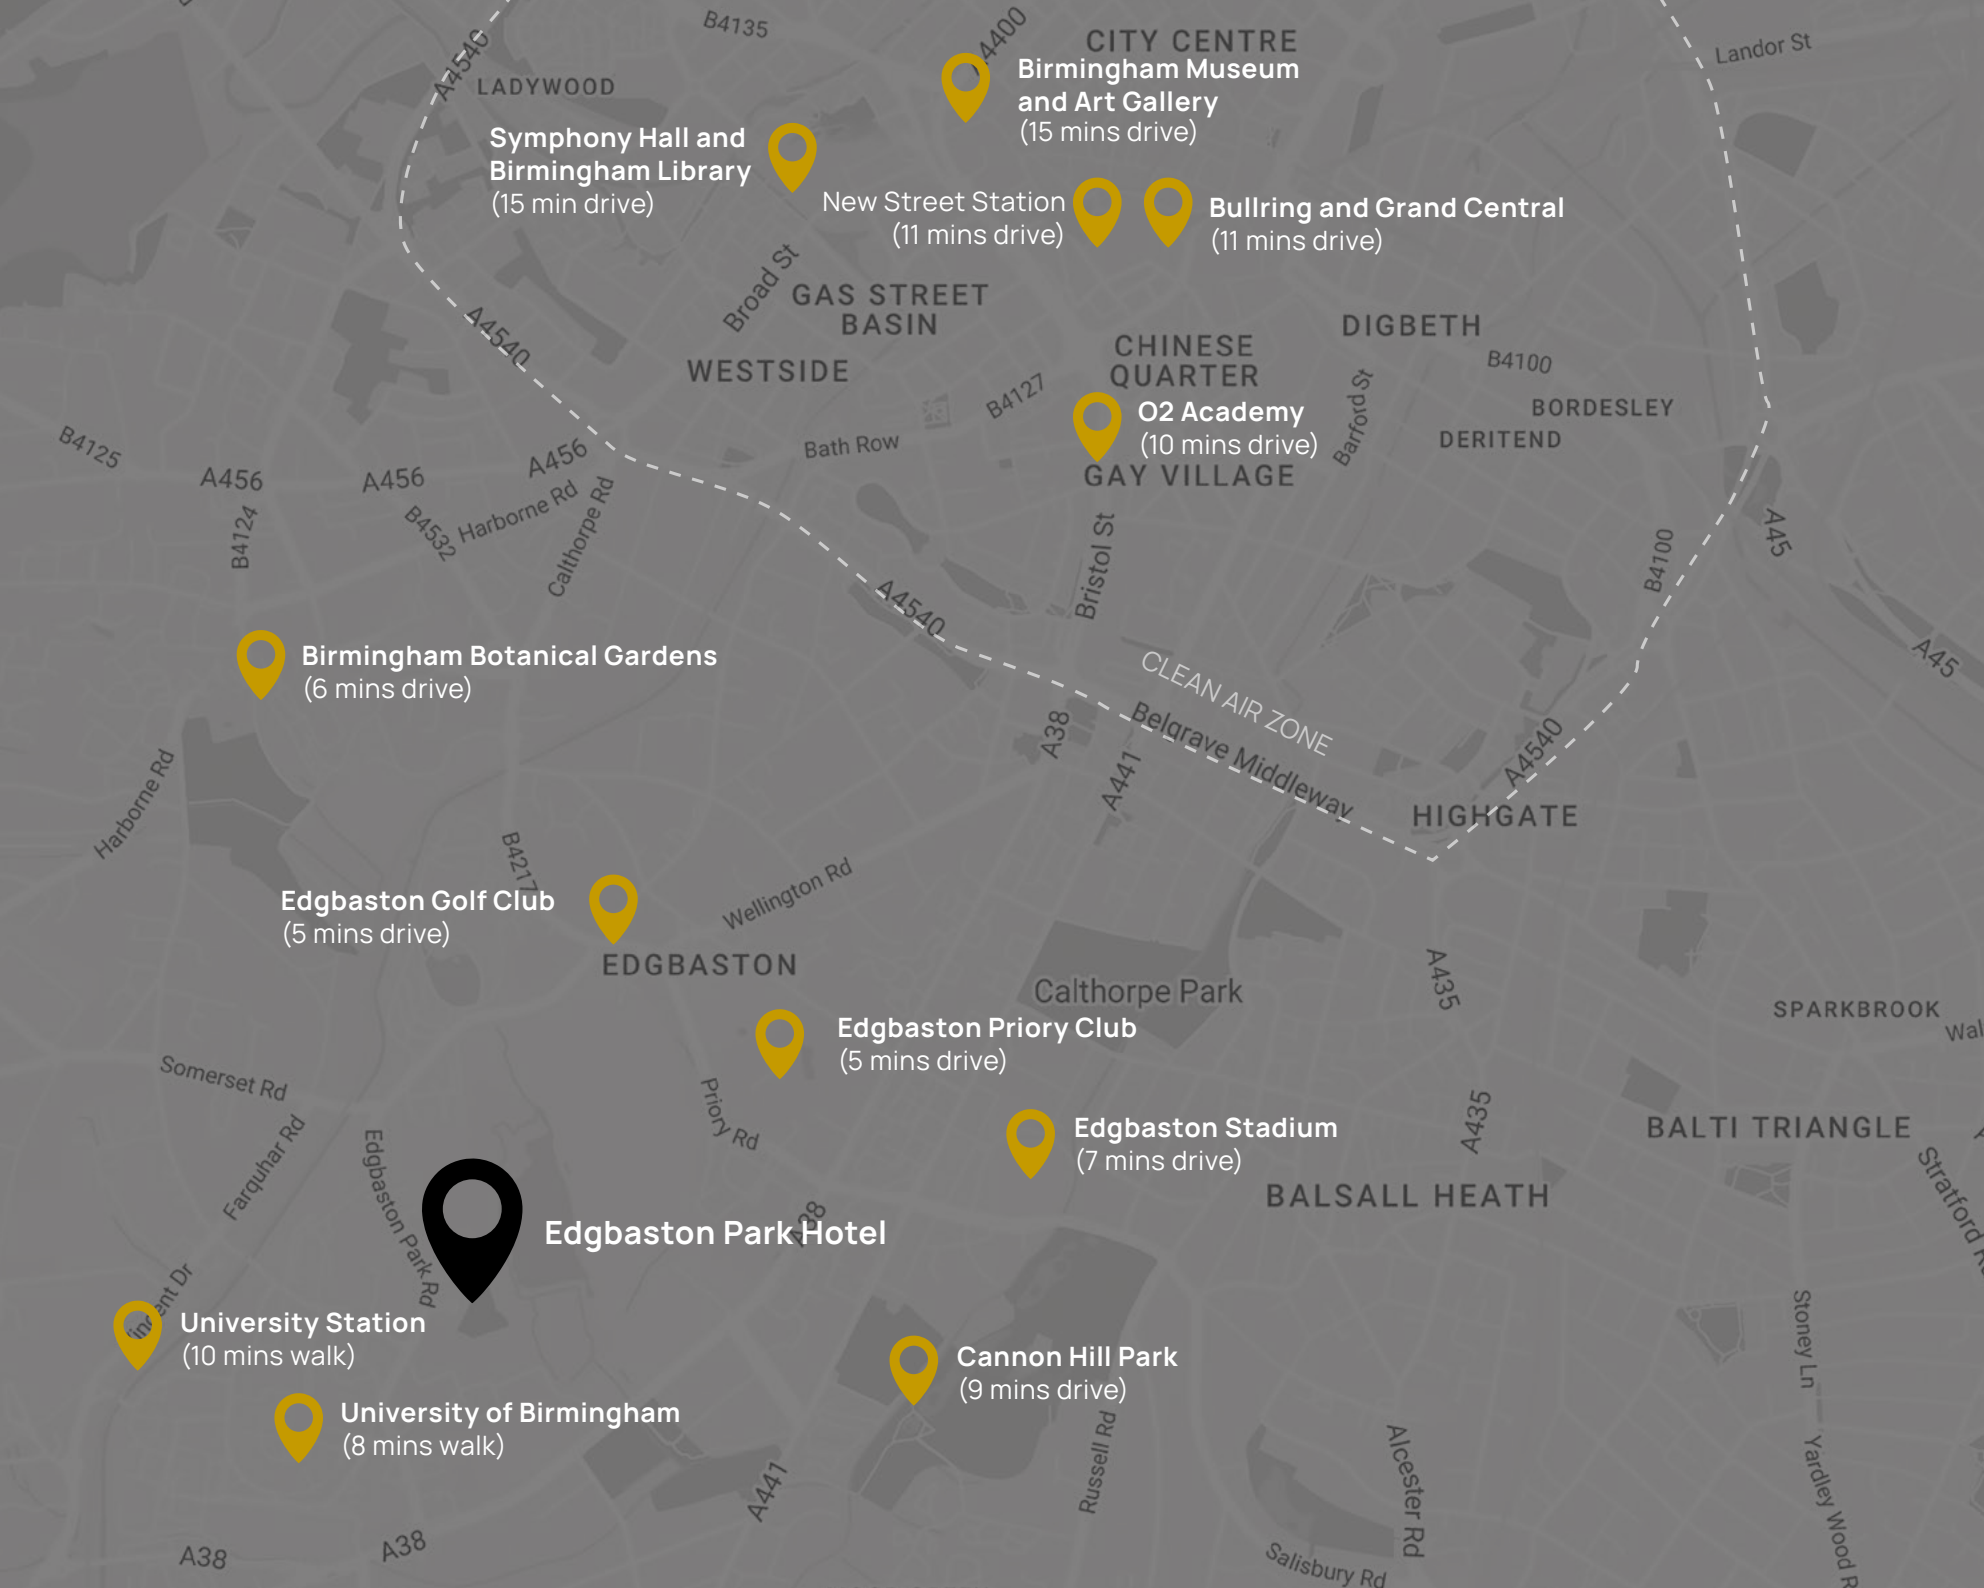 B4135
A4400
CITY CENTRE
Landor St
A4540
LADYWOOD
Birmingham Museum
and Art Gallery
(15 mins drive)
Symphony Hall and
Birmingham Library
(15 min drive)
New Street Station
(11 mins drive)
Bullring and Grand Central
(11 mins drive)
Broad St
GAS STREET
BASIN
A4540
WESTSIDE
CHINESE
QUARTER
DIGBETH
B4100
B4127
Barford St
BORDESLEY
DERITEND
O2 Academy
(10 mins drive)
GAY VILLAGE
B4125
A456
A456
A456
Bath Row
B4124
B4532
Harborne Rd
Calthorpe Rd
Bristol St
A45
B4100
A4540
A45
Birmingham Botanical Gardens
(6 mins drive)
CLEAN AIR ZONE
Belgrave Middleway
A38
A441
A4540
HIGHGATE
Harborne Rd
B4217
Wellington Rd
Edgbaston Golf Club
(5 mins drive)
EDGBASTON
Calthorpe Park
A435
SPARKBROOK
Wal
Edgbaston Priory Club
(5 mins drive)
Somerset Rd
Priory Rd
Farquhar Rd
Edgbaston Park Rd
Edgbaston Stadium
(7 mins drive)
A435
BALTI TRIANGLE
BALSALL HEATH
Stratford R
A38
Edgbaston Park Hotel
University Station
(10 mins walk)
Cannon Hill Park
(9 mins drive)
Stoney Ln
University of Birmingham
(8 mins walk)
Russell Rd
Alcester Rd
Yardley Wood R
A441
A38
A38
Salisbury Rd